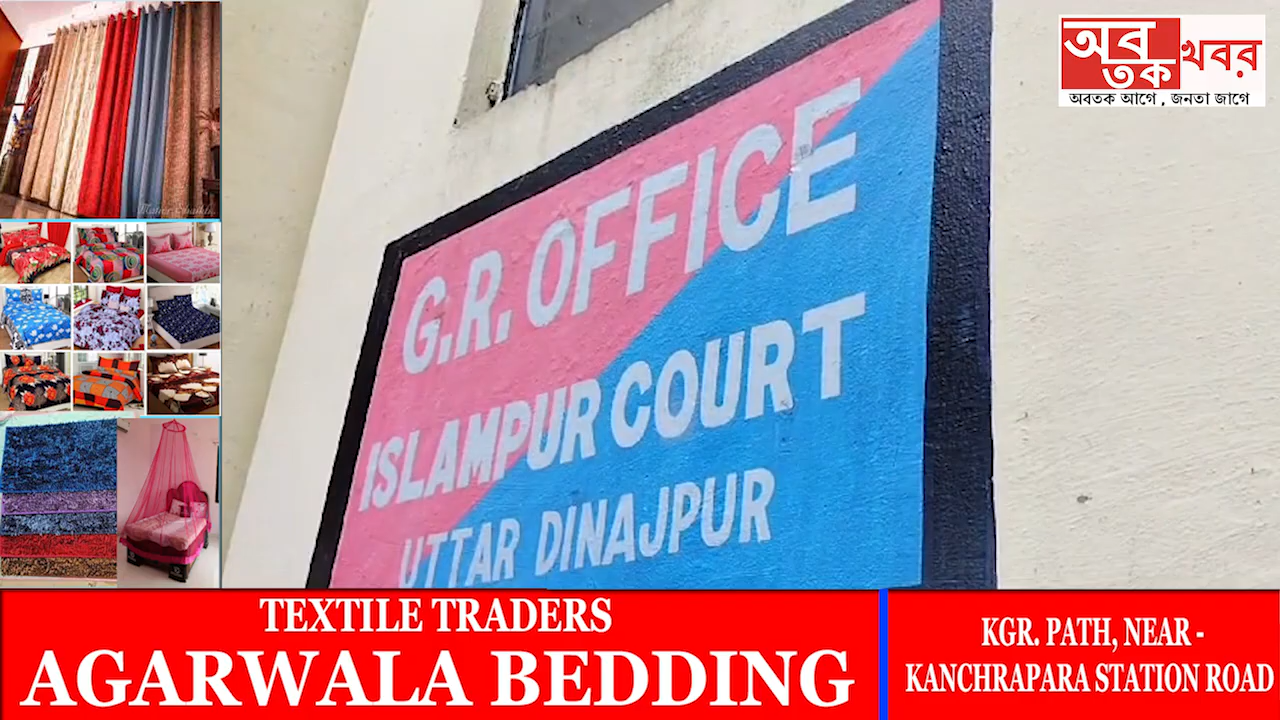 অব
তক
খবর
অবতক আগে , জনতা জাগে
G.R. OFFICE
ISLAMPUR COURT
UTTAR DINAJPUR
TEXTILE TRADERS
AGARWALA BEDDING
KGR. PATH, NEAR -
KANCHRAPARA STATION ROAD